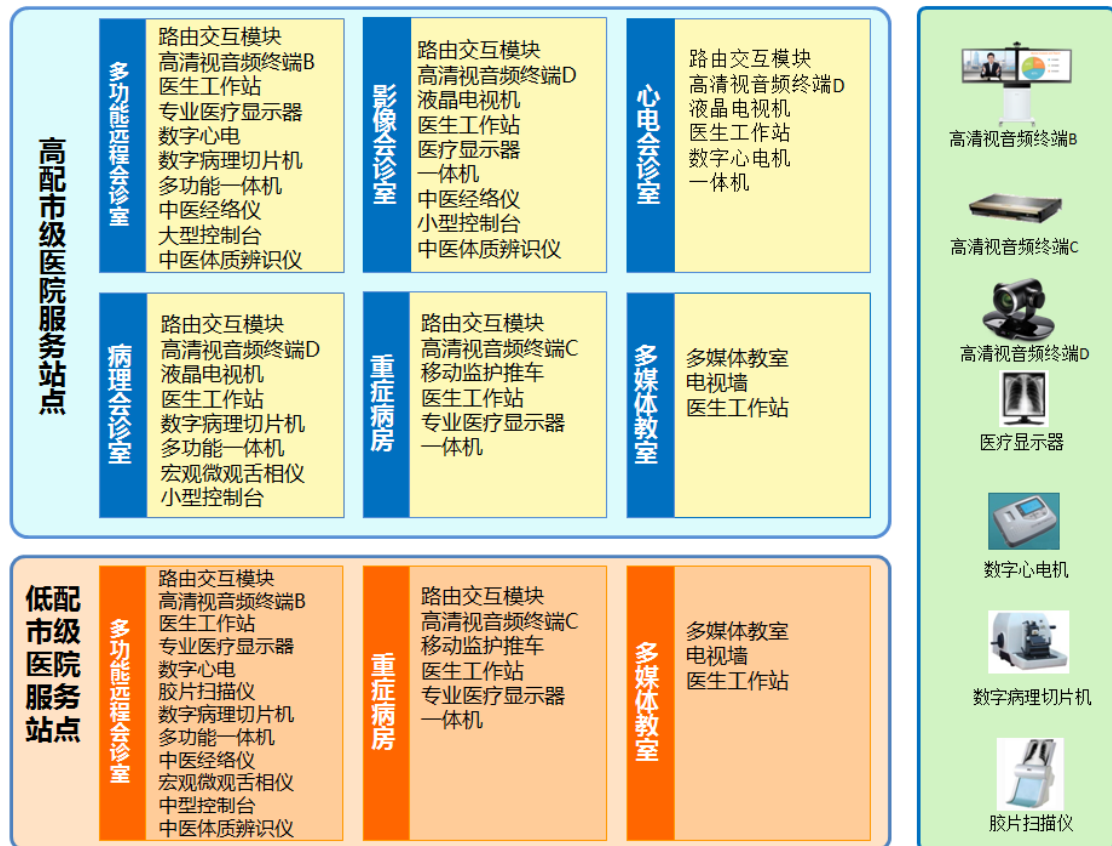 高配市级医院服务站点
多功能远程会诊室
路由交互模块
高清视音频终端B
医生工作站
专业医疗显示器
数字心电
数字病理切片机
多功能一体机
中医经络仪
大型控制台
中医体质辨识仪
影像会诊室
路由交互模块
高清视音频终端D
液晶电视机
医生工作站
医疗显示器
一体机
中医经络仪
小型控制台
中医体质辨识仪
心电会诊室
路由交互模块
高清视音频终端D
液晶电视机
医生工作站
数字心电机
一体机
病理会诊室
路由交互模块
高清视音频终端D
液晶电视机
医生工作站
数字病理切片机
多功能一体机
宏观微观舌相仪
小型控制台
重症病房
路由交互模块
高清视音频终端C
移动监护推车
医生工作站
专业医疗显示器
一体机
多媒体教室
多媒体教室
电视墙
医生工作站
低配
市级
医院
服务
站点
多功能远程会诊室
路由交互模块
高清视音频终端B
医生工作站
专业医疗显示器
数字心电
胶片扫描仪
数字病理切片机
多功能一体机
中医经络仪
宏观微观舌相仪
中型控制台
中医体质辨识仪
重症病房
路由交互模块
高清视音频终端C
移动监护推车
医生工作站
专业医疗显示器
一体机
多媒体教室
多媒体教室
电视墙
医生工作站
高清视音频终端B
高清视音频终端C
高清视音频终端D
医疗显示器
数字心电机
数字病理切片机
胶片扫描仪